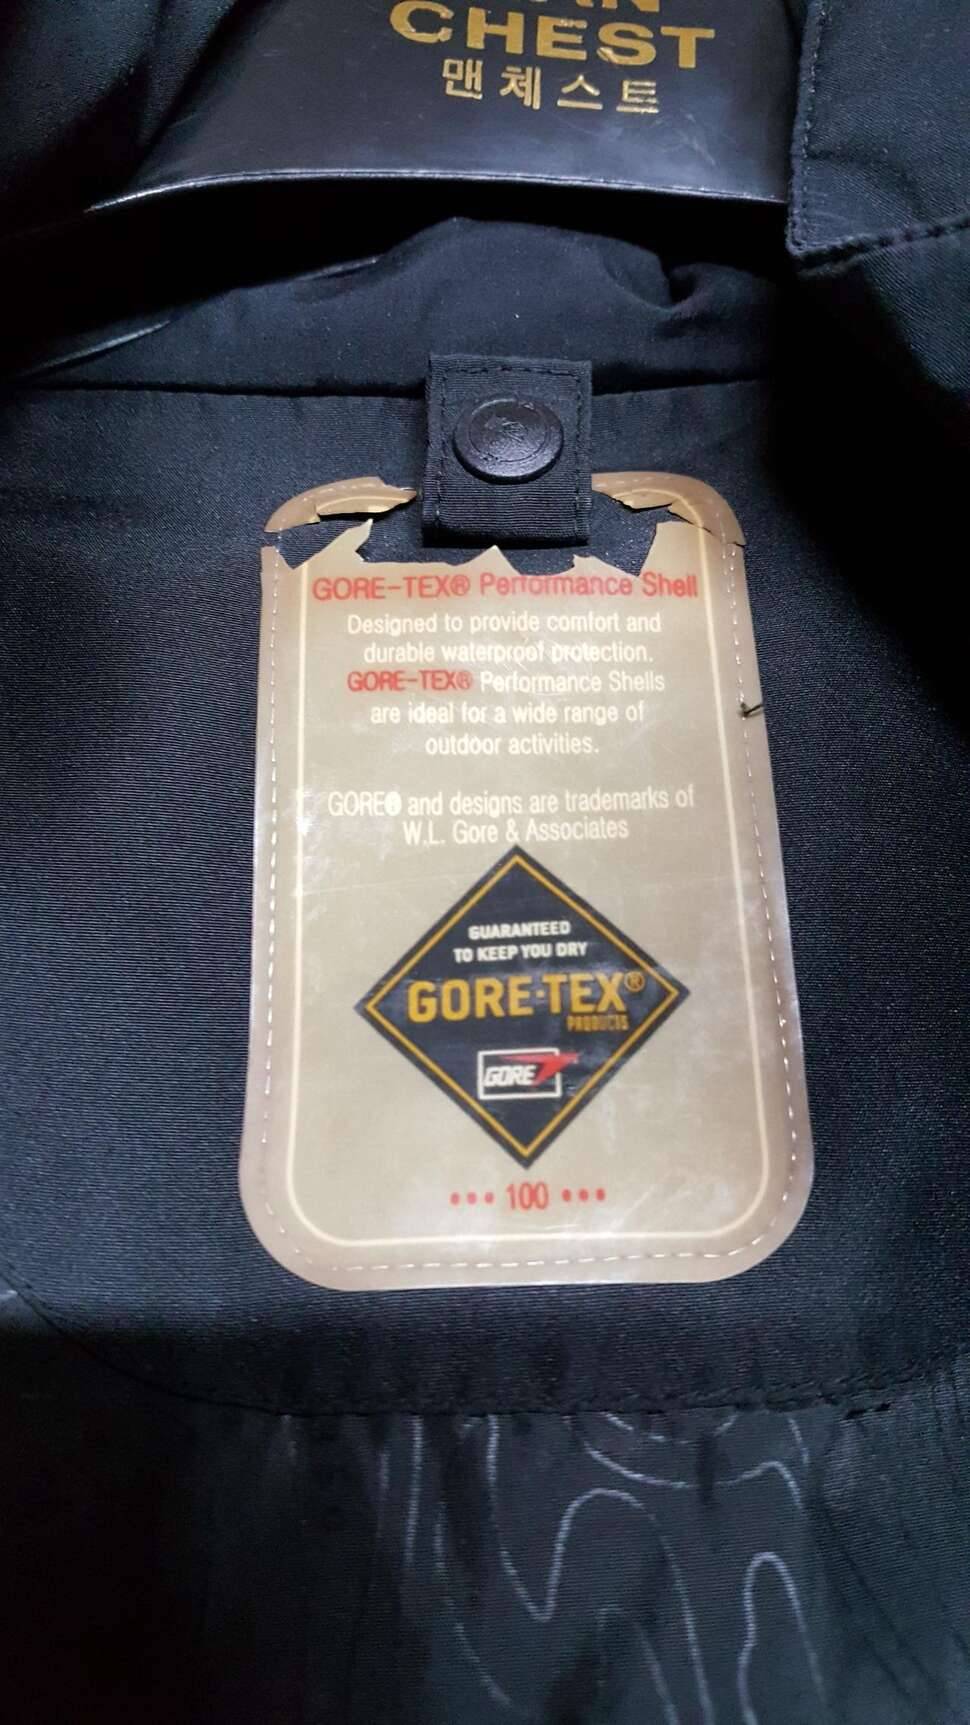 CHEST
맨체스트
GORE-TEX® Performance Shell
Designed to provide comfort and
durable waterproof protection.
GORE-TEX® Performance Shells
are ideal for a wide range of
outdoor activities.
GORE® and designs are trademarks of
W.L. Gore & Associates
GUARANTEED
TO KEEP YOU DRY
GORE-TEX®
PRODUCTS
GORE
••• 100 •••